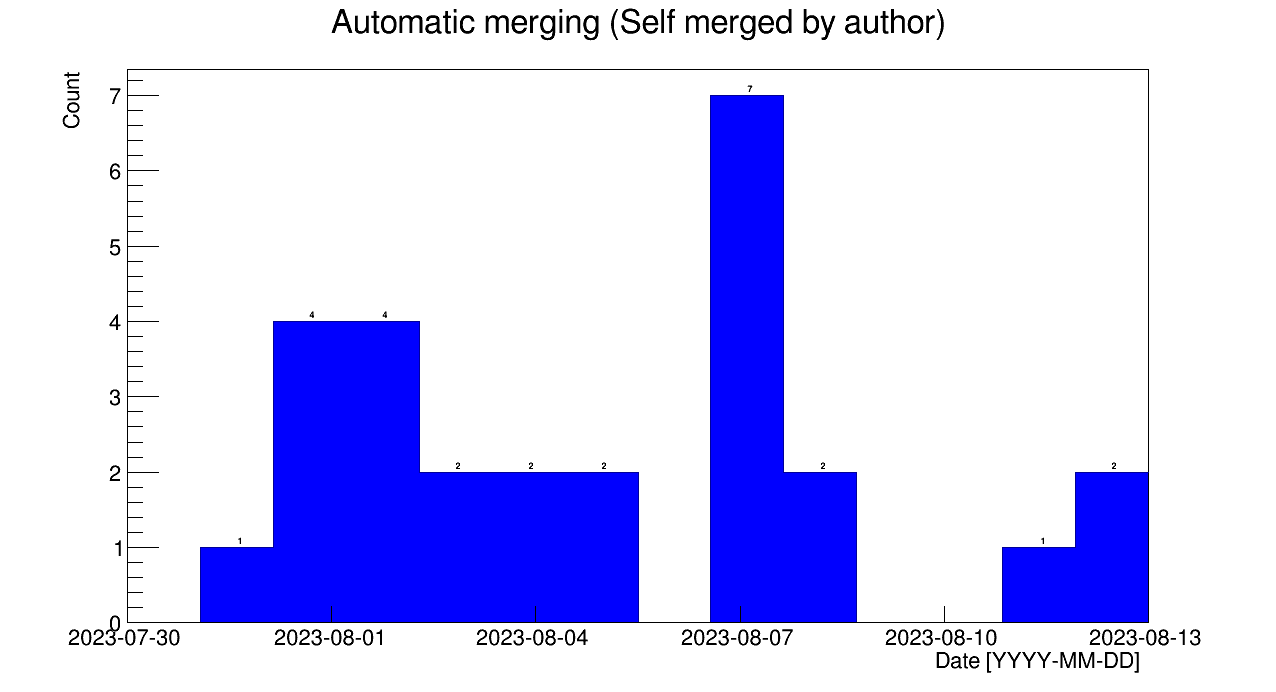 Automatic merging (Self merged by author)
Count
7
7
6
5
4 4
4
3
2 2 2 2 2
2
1 1
1
0
2023-07-30 2023-08-01 2023-08-04 2023-08-07 2023-08-10 2023-08-13
Date [YYYY-MM-DD]